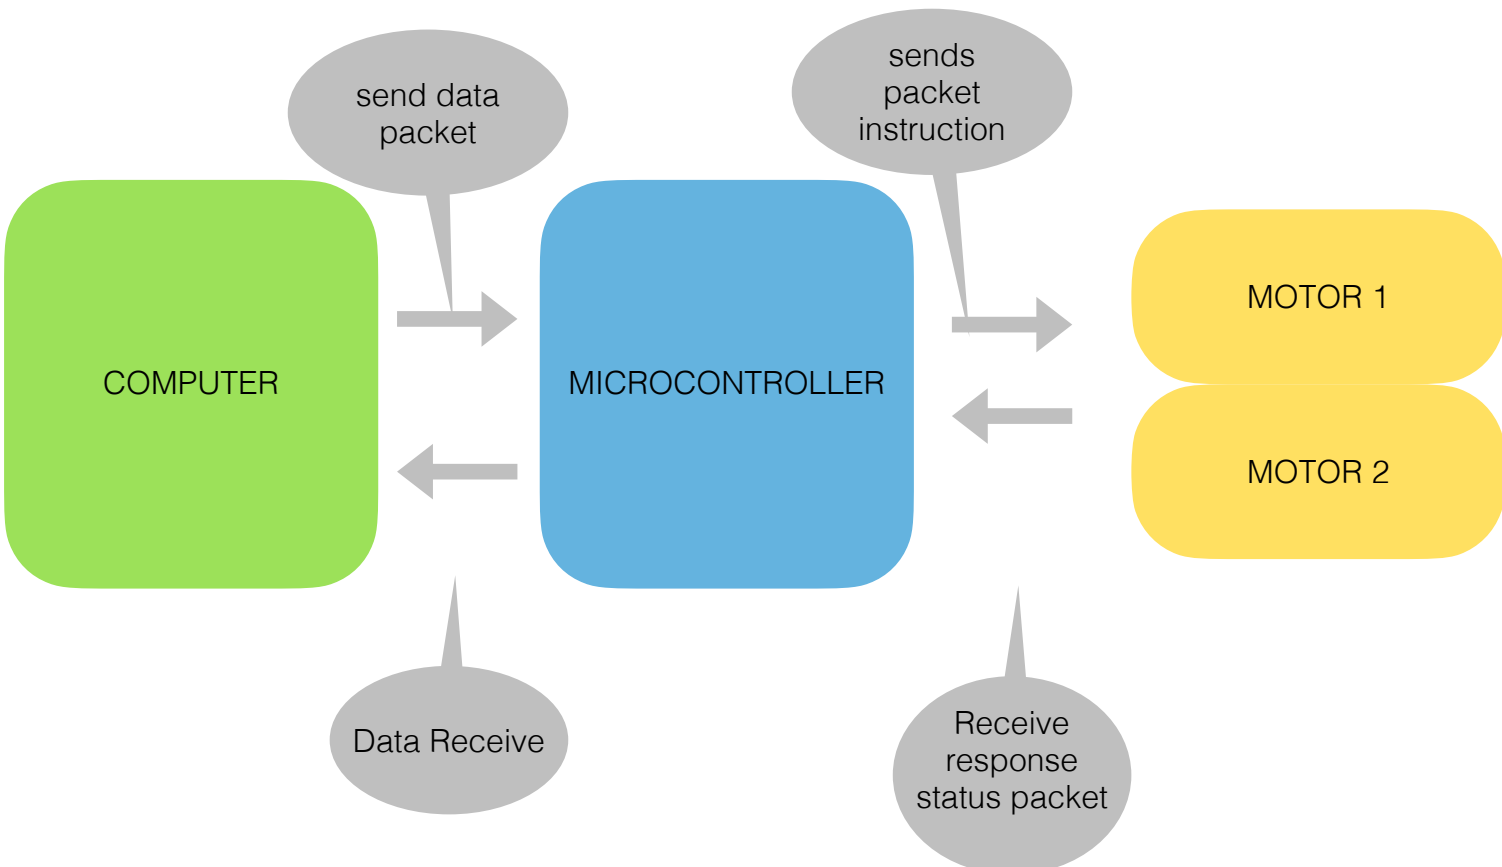 send data
packet
sends
packet
instruction
COMPUTER
MICROCONTROLLER
MOTOR 1
MOTOR 2
Data Receive
Receive
response
status packet